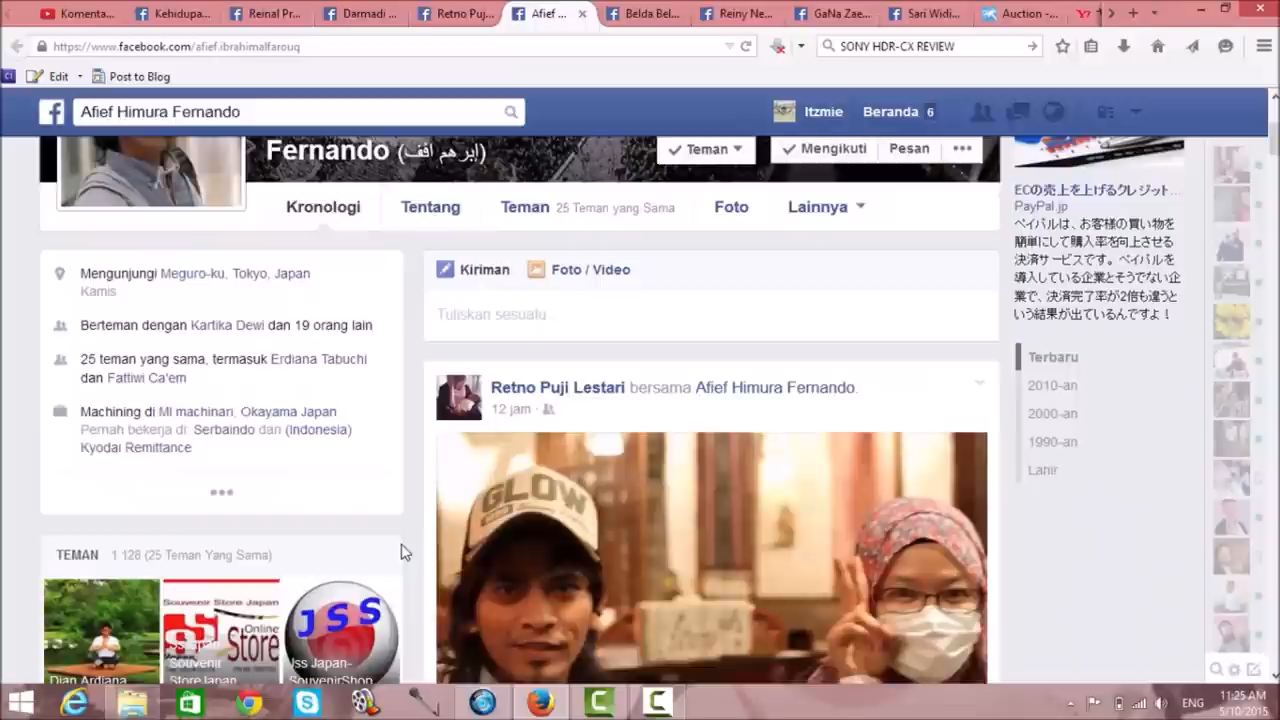 Komenta...
Kehidupa...
Reinal Pr...
Darmadi ...
Retno Puj...
Afief ...
Belda Bel...
Reiny Ne...
GaNa Zae...
Sari Widi...
Auction -...
https://www.facebook.com/afief.ibrahimalfarouq
SONY HDR-CX REVIEW
Edit
Post to Blog
Afief Himura Fernando
Itzmie
Beranda 6
Fernando
Teman
Mengikuti
Pesan
Kronologi
Tentang
Teman 25 Teman yang Sama
Foto
Lainnya
Mengunjungi Meguro-ku, Tokyo, Japan
Kamis
Berteman dengan Kartika Dewi dan 19 orang lain
25 teman yang sama, termasuk Erdiana Tabuchi
dan Fattiwi Ca'em
Machining di MI machinari, Okayama Japan
Pernah bekerja di Serbaindo dan (Indonesia)
Kyodai Remittance
TEMAN 1 128 (25 Teman Yang Sama)
Dian Ardiana
Souvenir Store Japan
Online
Store
Jss Japan-
Souvenir
StoreJapan
JSS
Jss Japan-
SouvenirShop
Kiriman
Foto / Video
Tuliskan sesuatu...
Retno Puji Lestari bersama Afief Himura Fernando.
12 jam
GLOW
ECの売上を上げるクレジット...
PayPal.jp
ペイパルは、お客様の買い物を
簡単にして購入率を向上させる
決済サービスです。ペイパルを
導入している企業とそうでない企
業で、決済完了率が2倍も違うと
いう結果が出ているんですよ！
Terbaru
2010-an
2000-an
1990-an
Lahir
ENG
11:25 AM
5/10/2015